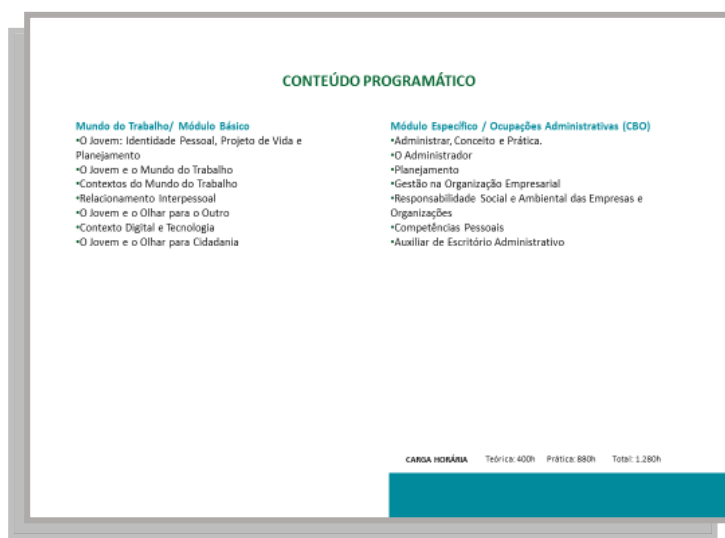 CONTEÚDO PROGRAMÁTICO
Mundo do Trabalho/ Módulo Básico
•O Jovem: Identidade Pessoal, Projeto de Vida e
Planejamento
•O Jovem e o Mundo do Trabalho
•Contextos do Mundo do Trabalho
•Relacionamento Interpessoal
•O Jovem e o Olhar para o Outro
•Contexto Digital e Tecnologia
•O Jovem e o Olhar para Cidadania
Módulo Específico / Ocupações Administrativas (CBO)
•Administrar, Conceito e Prática.
•O Administrador
•Planejamento
•Gestão na Organização Empresarial
•Responsabilidade Social e Ambiental das Empresas e
Organizações
•Competências Pessoais
•Auxiliar de Escritório Administrativo
CARGA HORÁRIA Teórica: 400h Prática: 880h Total: 1.280h